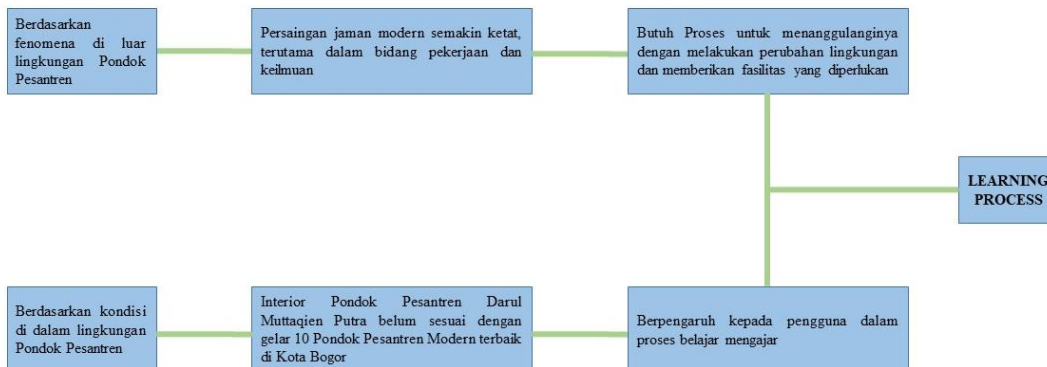 Berdasarkan
fenomena di luar
lingkungan Pondok
Pesantren
Persaingan jaman modern semakin ketat,
terutama dalam bidang pekerjaan dan
keilmuan
Butuh Proses untuk menanggulanginya
dengan melakukan perubahan lingkungan
dan memberikan fasilitas yang diperlukan
LEARNING
PROCESS
Berdasarkan kondisi
di dalam lingkungan
Pondok Pesantren
Interior Pondok Pesantren Darul
Muttaqien Putra belum sesuai dengan
gelar 10 Pondok Pesantren Modern terbaik
di Kota Bogor
Berpengaruh kepada pengguna dalam
proses belajar mengajar